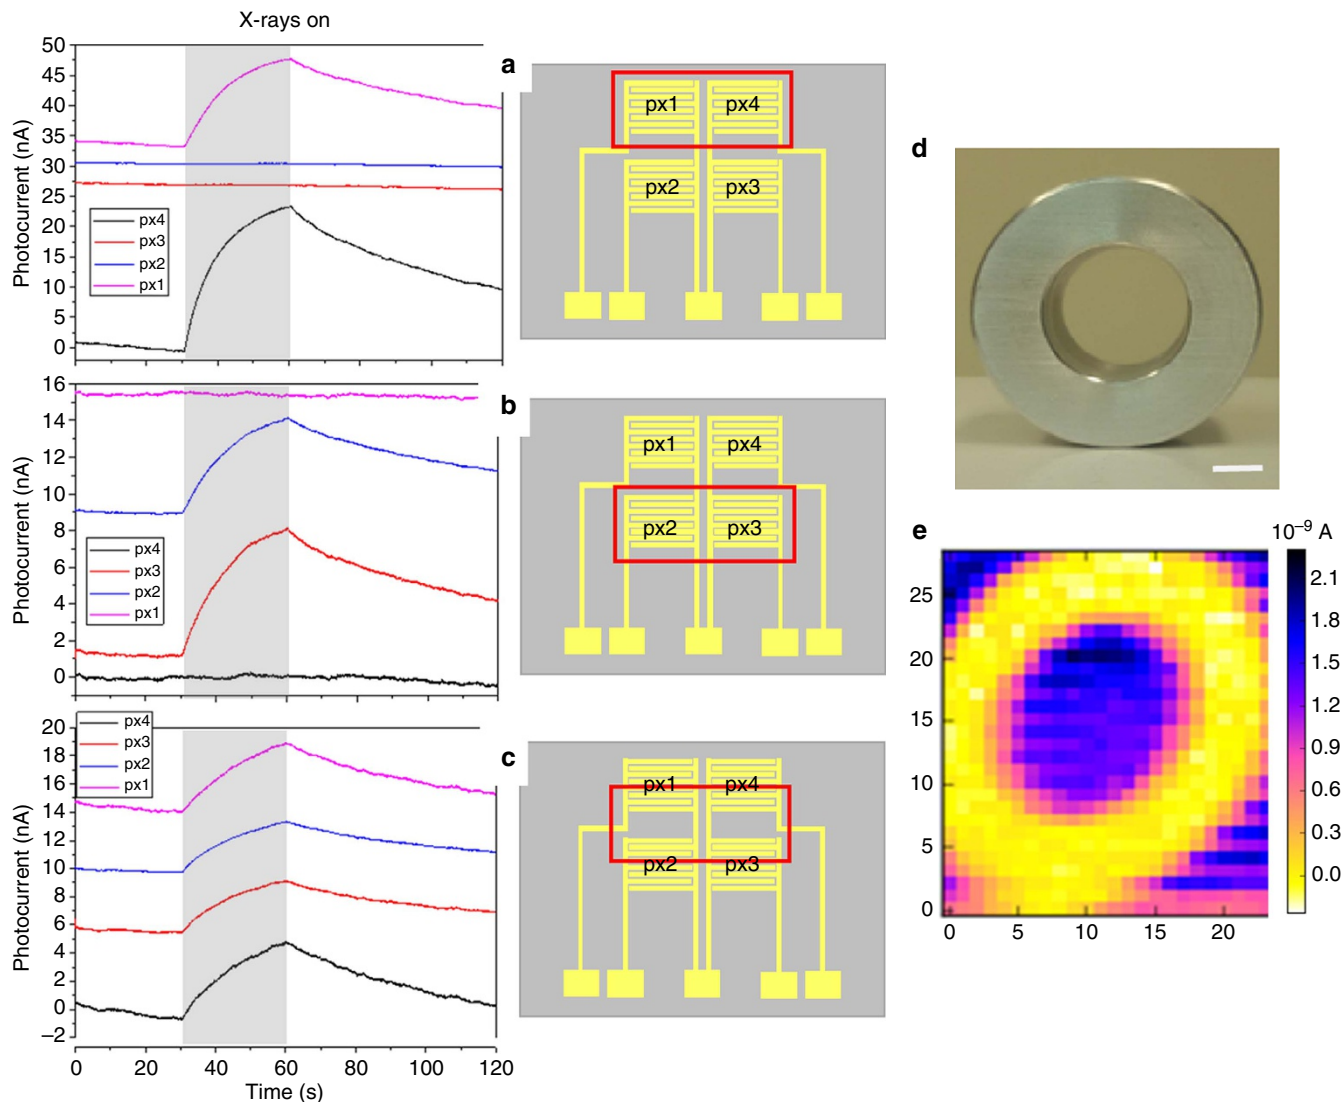 X-rays on
Photocurrent (nA)
50
45
40
35
30
25
20
15
10
5
0
px4
px3
px2
px1
a
px1
px4
px2
px3
Photocurrent (nA)
16
14
12
10
8
6
4
2
0
px4
px3
px2
px1
b
px1
px4
px2
px3
Photocurrent (nA)
20
18
16
14
12
10
8
6
4
2
0
–2
px4
px3
px2
px1
0 20 40 60 80 100 120
Time (s)
c
px1
px4
px2
px3
d
e
10–9 A
25
20
15
10
5
0
0 5 10 15 20
2.1
1.8
1.5
1.2
0.9
0.6
0.3
0.0